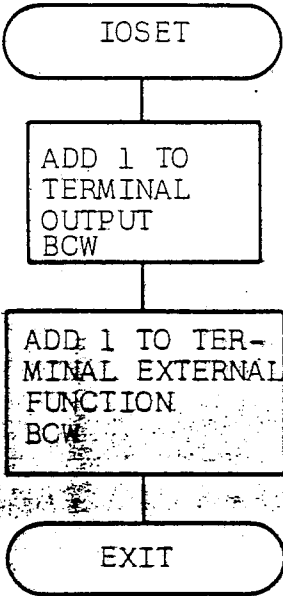 IOSET
ADD 1 TO
TERMINAL
OUTPUT
BCW
ADD 1 TO TER-
MINAL EXTERNAL
FUNCTION
BCW
EXIT